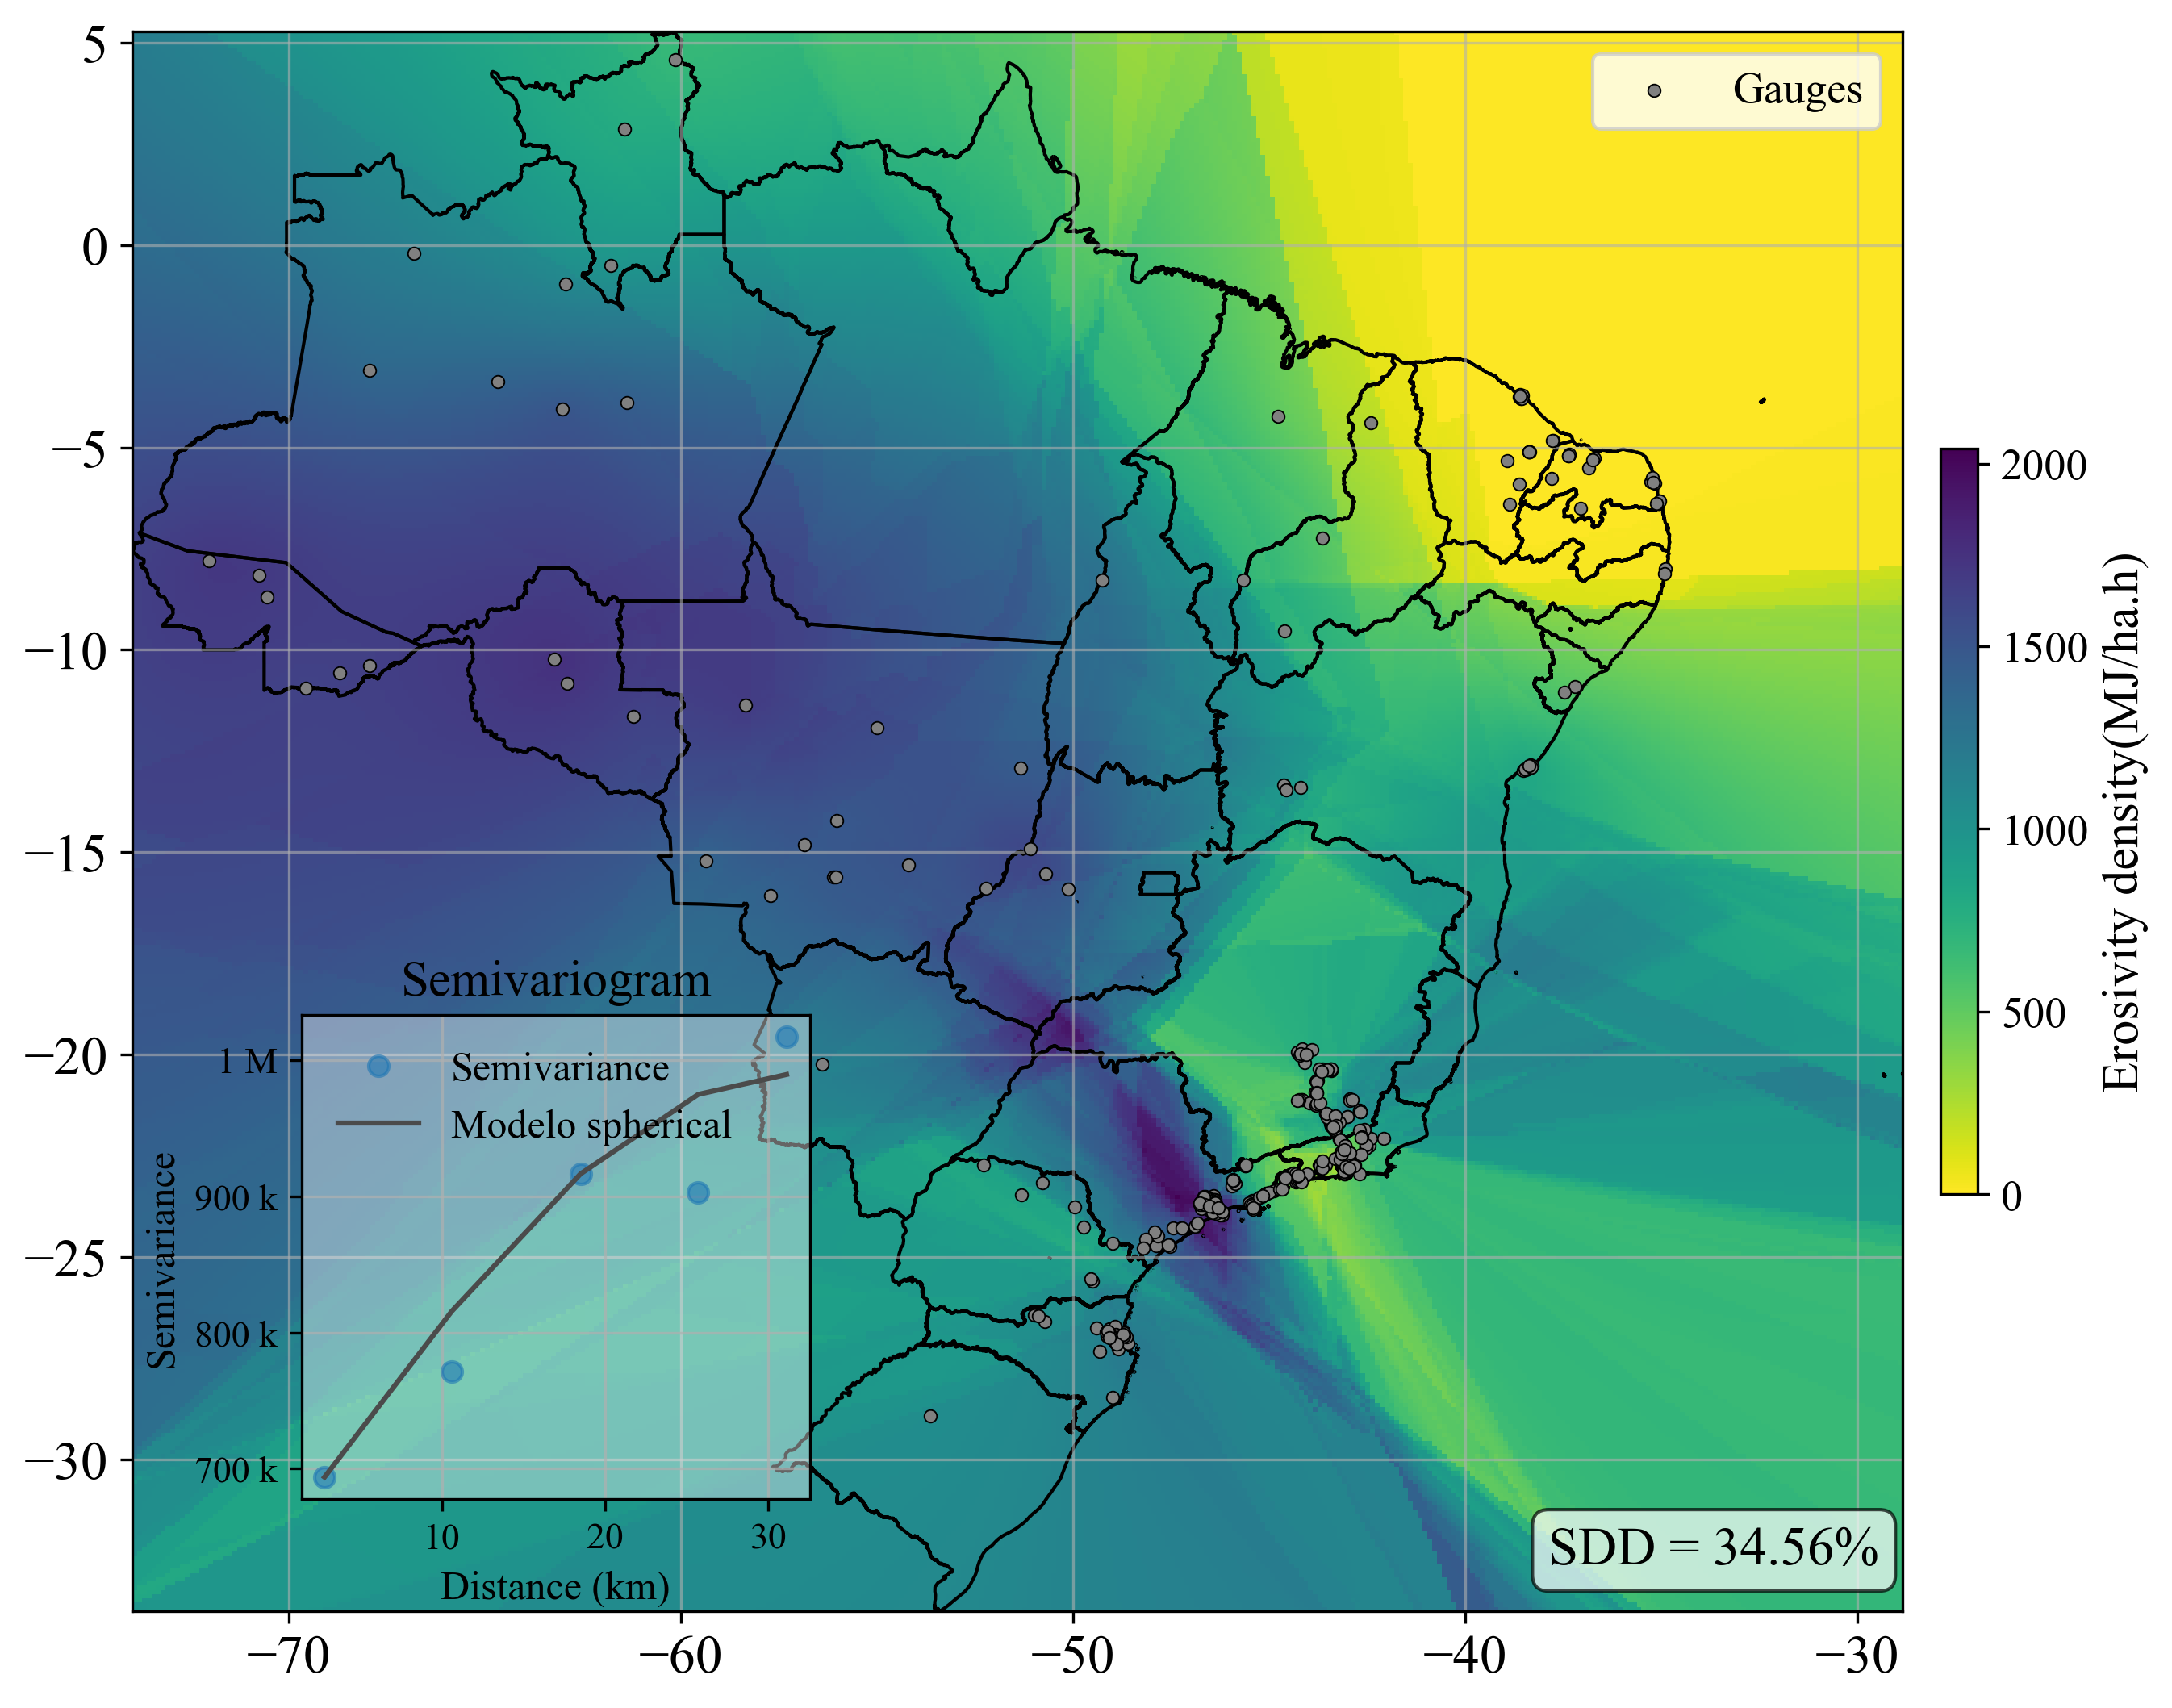 5
0
−5
−10
−15
−20
−25
−30
−70
−60
−50
−40
−30
Gauges
2000
1500
1000
500
0
Erosivity density(MJ/ha.h)
Semivariogram
Semivariance
Modelo spherical
1 M
900 k
800 k
700 k
Semivariance
10
20
30
Distance (km)
SDD = 34.56%